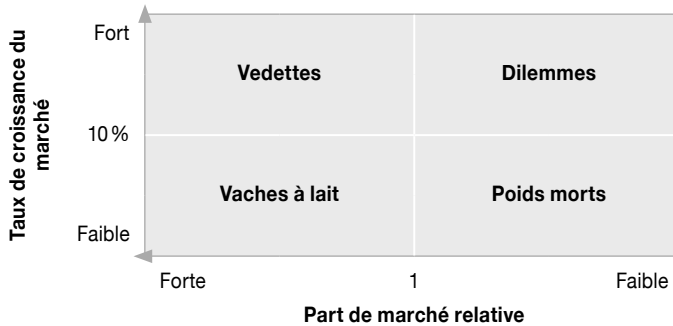 Taux de croissance du
marché
Fort
10 %
Faible
Vedettes
Dilemmes
Vaches à lait
Poids morts
Forte
1
Faible
Part de marché relative